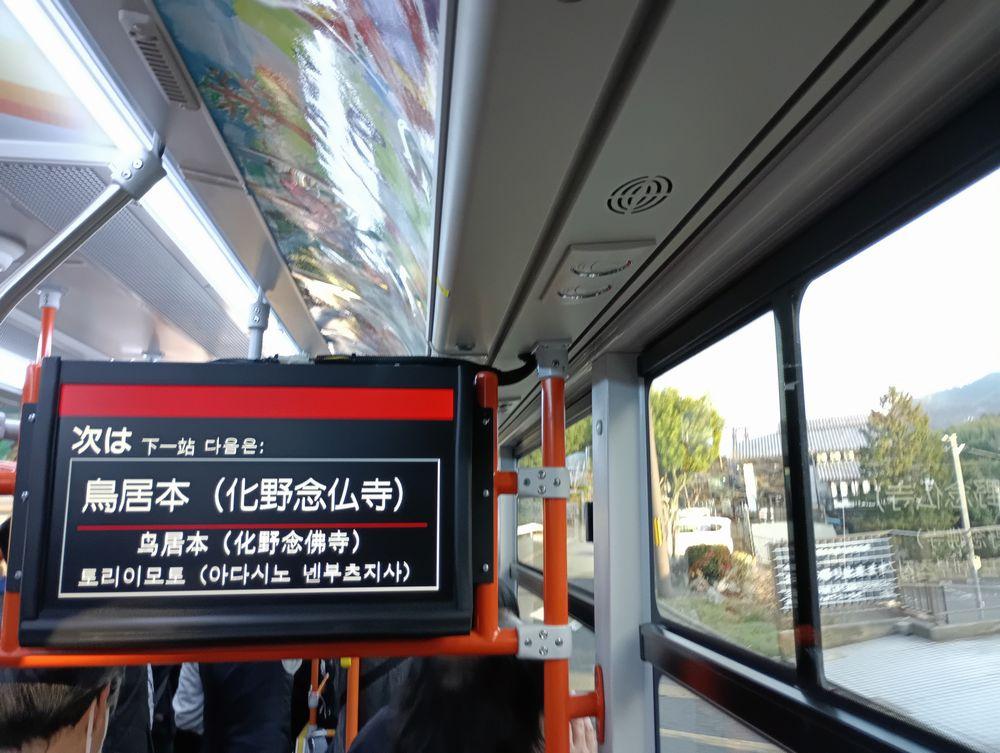 次は 下一站 다음은:
鳥居本（化野念仏寺）
鸟居本（化野念佛寺）
토리이모토（아다시노 넨부츠지사）